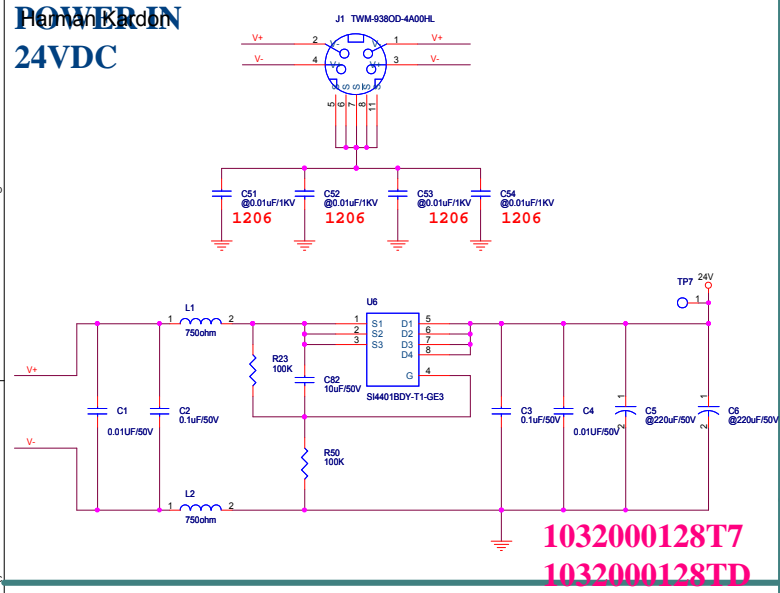 POWER IN
Harman Kardon
24VDC
J1 TWM-938OD-4A00HL
V+ 2 V- V- 1 V+
V- 4 V+ V+ 3 V-
S S S S
5 6 7 8 11
C51 C52 C53 C54
@0.01uF/1KV @0.01uF/1KV @0.01uF/1KV @0.01uF/1KV
1206 1206 1206 1206
TP7 24V
1
L1 U6
1 2
750ohm
1 S1 D1 5
2 S2 D2 6
3 S3 D3 7
D4 8
G 4
SI4401BDY-T1-GE3
R23
100K
C82
10uF/50V
V+
C1 C2 C3 C4 C5 C6
0.01UF/50V 0.1uF/50V 0.1uF/50V 0.01UF/50V @220uF/50V @220uF/50V
1 2 1 2
V-
R50
100K
L2
1 2
750ohm
1032000128T7
1032000128TD